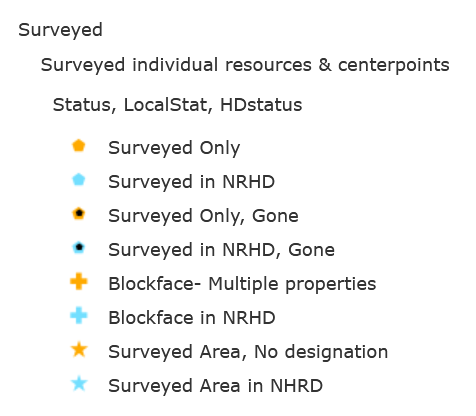 Surveyed
Surveyed individual resources & centerpoints
Status, LocalStat, HDstatus
Surveyed Only
Surveyed in NRHD
Surveyed Only, Gone
Surveyed in NRHD, Gone
Blockface- Multiple properties
Blockface in NRHD
Surveyed Area, No designation
Surveyed Area in NHRD